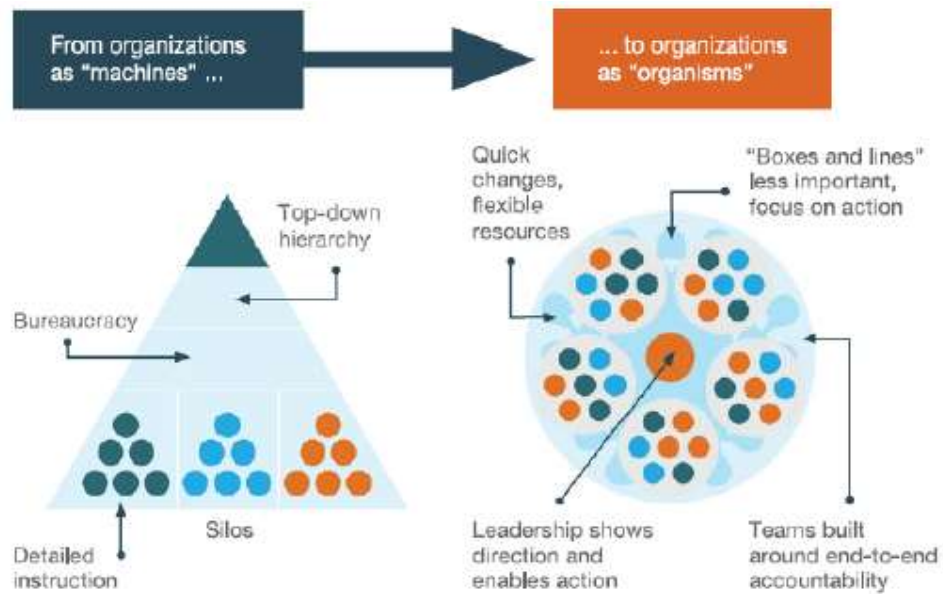 From organizations
as "machines" ...
... to organizations
as "organisms"
Top-down
hierarchy
Bureaucracy
Silos
Detailed
instruction
Quick
changes,
flexible
resources
"Boxes and lines"
less important,
focus on action
Leadership shows
direction and
enables action
Teams built
around end-to-end
accountability